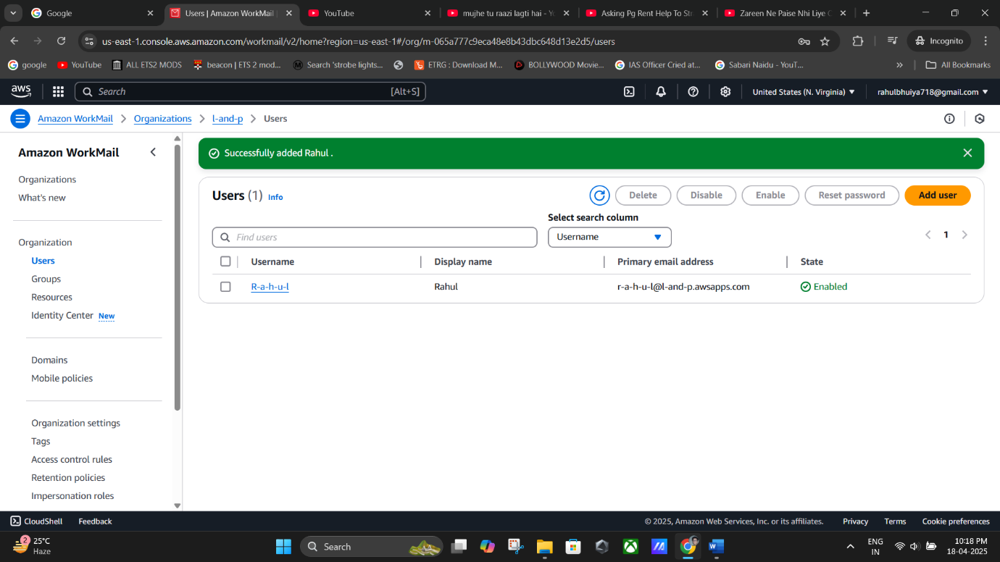 Google
Users | Amazon WorkMail
YouTube
mujhe tu raazi lagti hai - Yo
Asking Pg Rent Help To Str
Zareen Ne Paise Nhi Liye
us-east-1.console.aws.amazon.com/workmail/v2/home?region=us-east-1#/org/m-065a777c9eca48e8b43dbc648d13e2d5/users
Incognito
google
YouTube
ALL ETS2 MODS
beacon | ETS 2 mod...
Search 'strobe lights...
ETRG : Download M...
BOLLYWOOD Movie...
IAS Officer Cried at...
Sabari Naidu - YouT...
All Bookmarks
aws
Search
[Alt+S]
United States (N. Virginia)
rahulbhuiya718@gmail.com
Amazon WorkMail
Organizations
l-and-p
Users
Amazon WorkMail
Organizations
What's new
Organization
Users
Groups
Resources
Identity Center New
Domains
Mobile policies
Organization settings
Tags
Access control rules
Retention policies
Impersonation roles
Successfully added Rahul .
Users (1) Info
Delete
Disable
Enable
Reset password
Add user
Select search column
Find users
Username
1
Username Display name Primary email address State
R-a-h-u-l Rahul r-a-h-u-l@l-and-p.awsapps.com Enabled
CloudShell
Feedback
© 2025, Amazon Web Services, Inc. or its affiliates.
Privacy
Terms
Cookie preferences
2
25°C
Haze
Search
ENG
IN
10:18 PM
18-04-2025